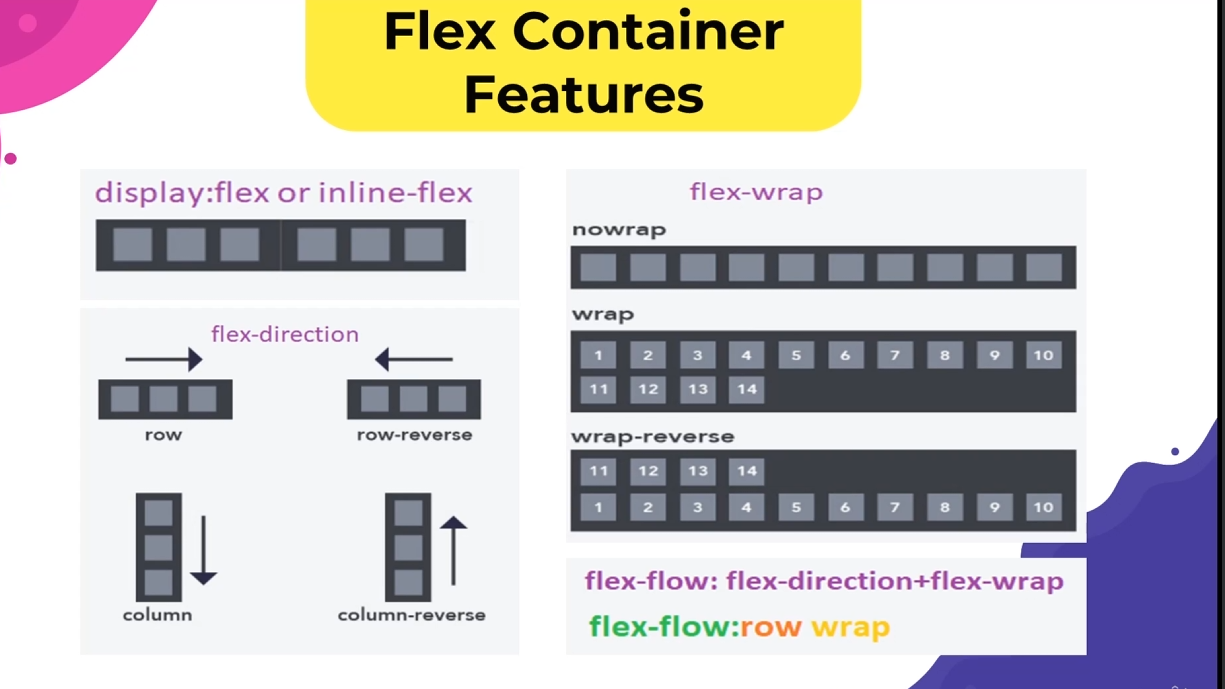 Flex Container
Features
display:flex or inline-flex
flex-direction
row
row-reverse
column
column-reverse
flex-wrap
nowrap
wrap
1 2 3 4 5 6 7 8 9 10
11 12 13 14
wrap-reverse
11 12 13 14
1 2 3 4 5 6 7 8 9 10
flex-flow: flex-direction+flex-wrap
flex-flow:row wrap